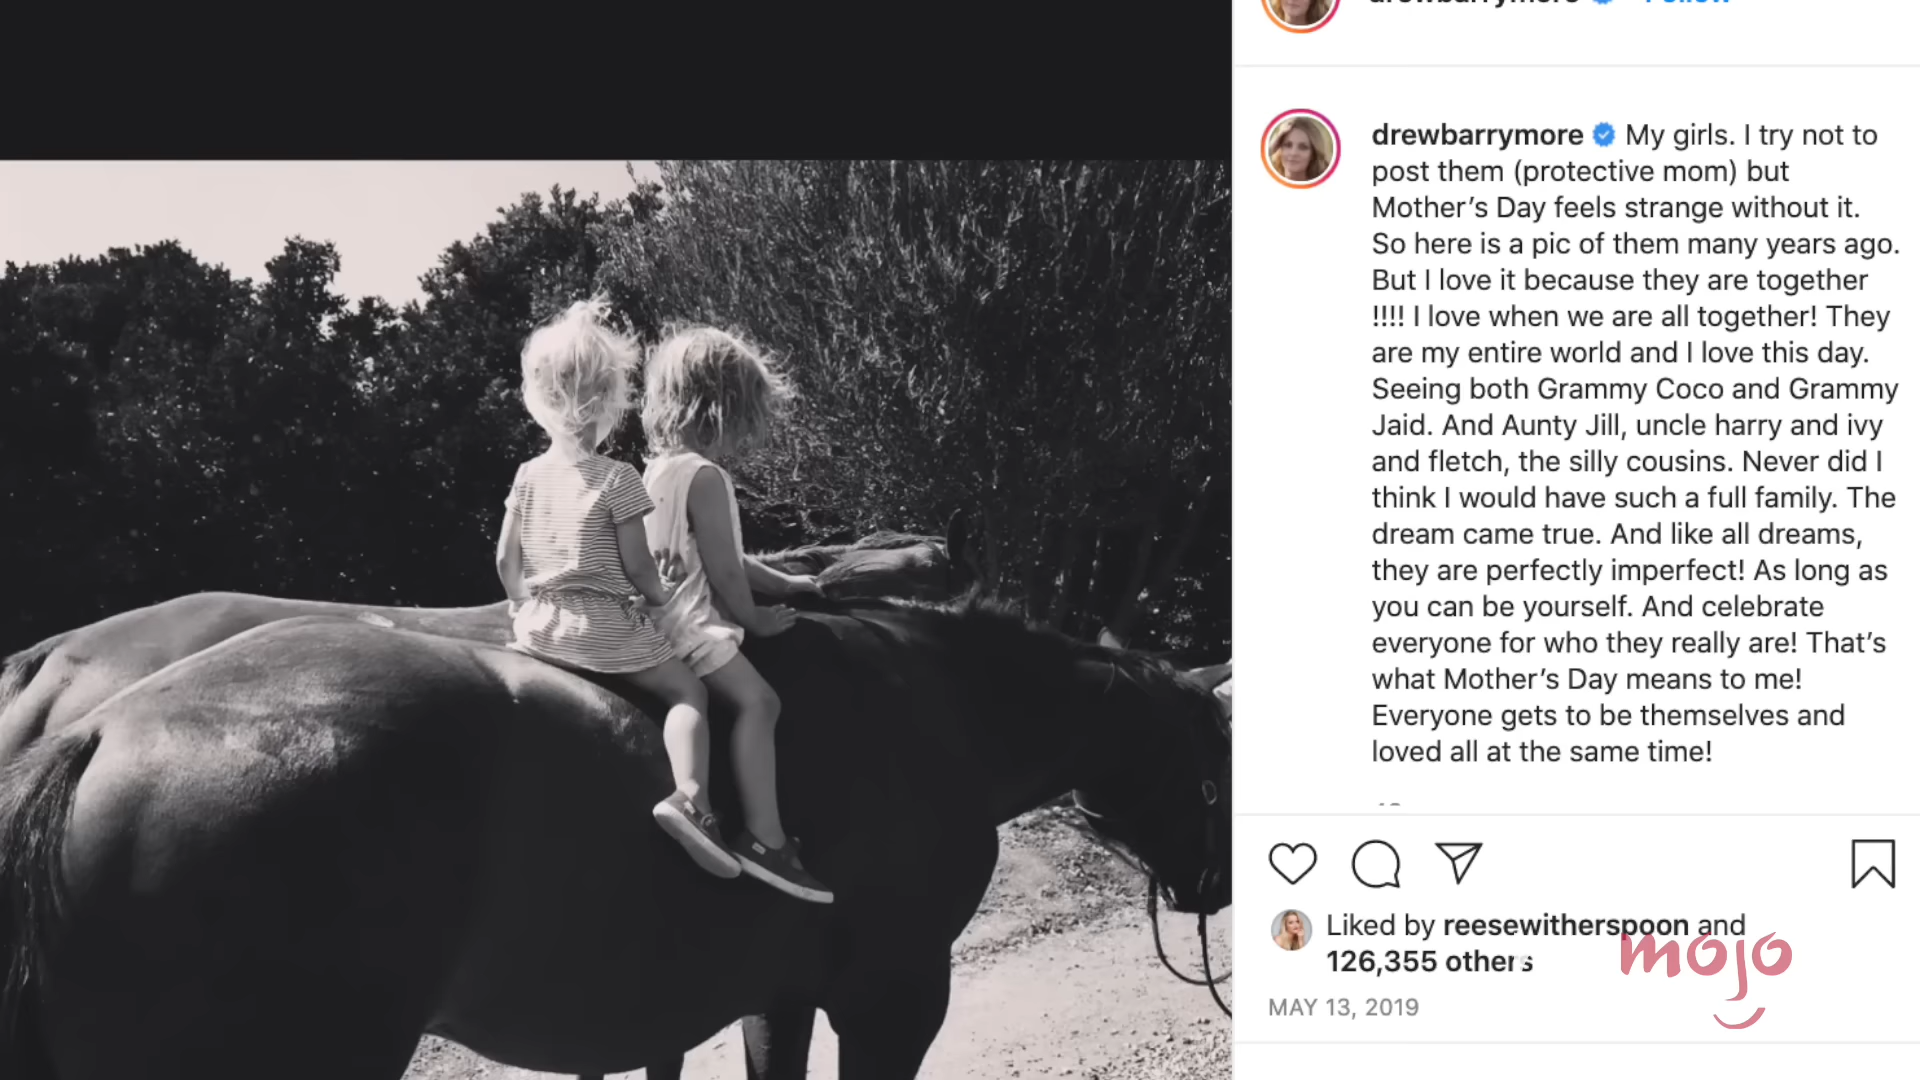 drewbarrymore Follow
drewbarrymore My girls. I try not to
post them (protective mom) but
Mother’s Day feels strange without it.
So here is a pic of them many years ago.
But I love it because they are together
!!!! I love when we are all together! They
are my entire world and I love this day.
Seeing both Grammy Coco and Grammy
Jaid. And Aunty Jill, uncle harry and ivy
and fletch, the silly cousins. Never did I
think I would have such a full family. The
dream came true. And like all dreams,
they are perfectly imperfect! As long as
you can be yourself. And celebrate
everyone for who they really are! That’s
what Mother’s Day means to me!
Everyone gets to be themselves and
loved all at the same time!
Liked by reesewitherspoon and
126,355 others
mojo
MAY 13, 2019